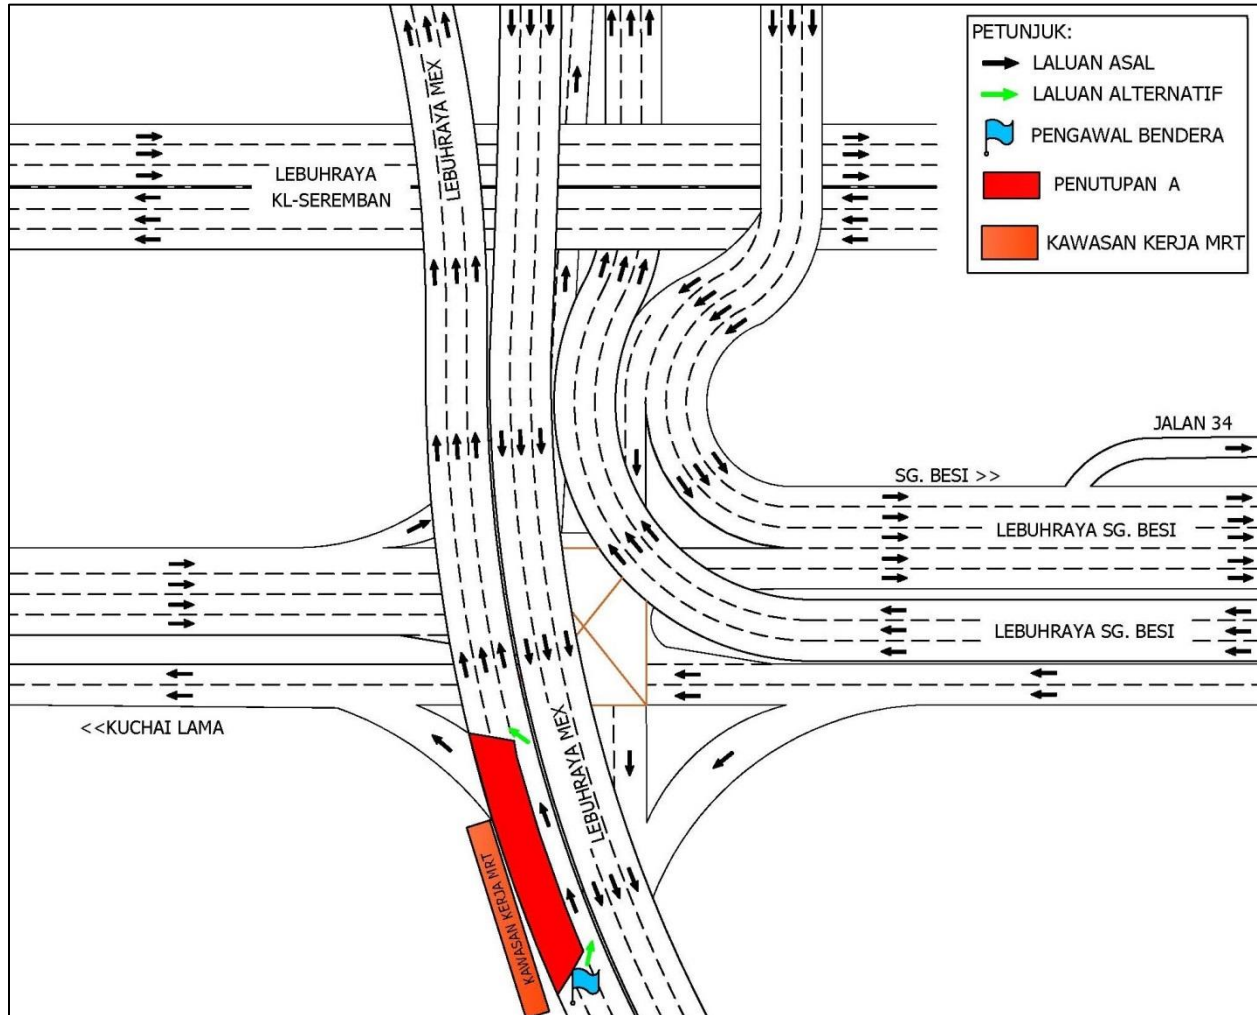 PETUNJUK:
LALUAN ASAL
LALUAN ALTERNATIF
PENGAWAL BENDERA
PENUTUPAN A
KAWASAN KERJA MRT
LEBUHRAYA MEX
LEBUHRAYA
KL-SEREMBAN
JALAN 34
SG. BESI >>
LEBUHRAYA SG. BESI
LEBUHRAYA SG. BESI
<<KUCHAI LAMA
LEBUHRAYA MEX
KAWASAN KERJA MRT